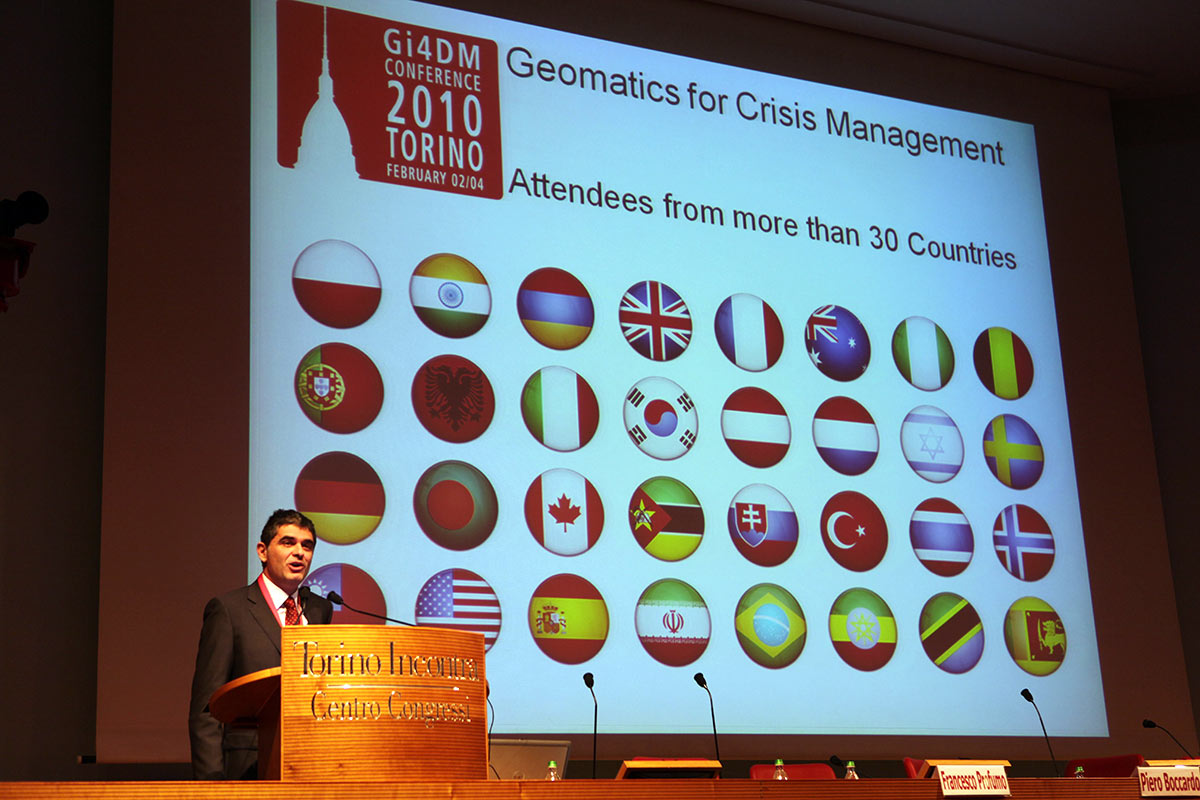 Gi4DM
CONFERENCE
2010
TORINO
FEBRUARY 02/04
Geomatics for Crisis Management
Attendees from more than 30 Countries
Torino Incontra
Centro Congressi
Francesco Profumo
Piero Boccardo